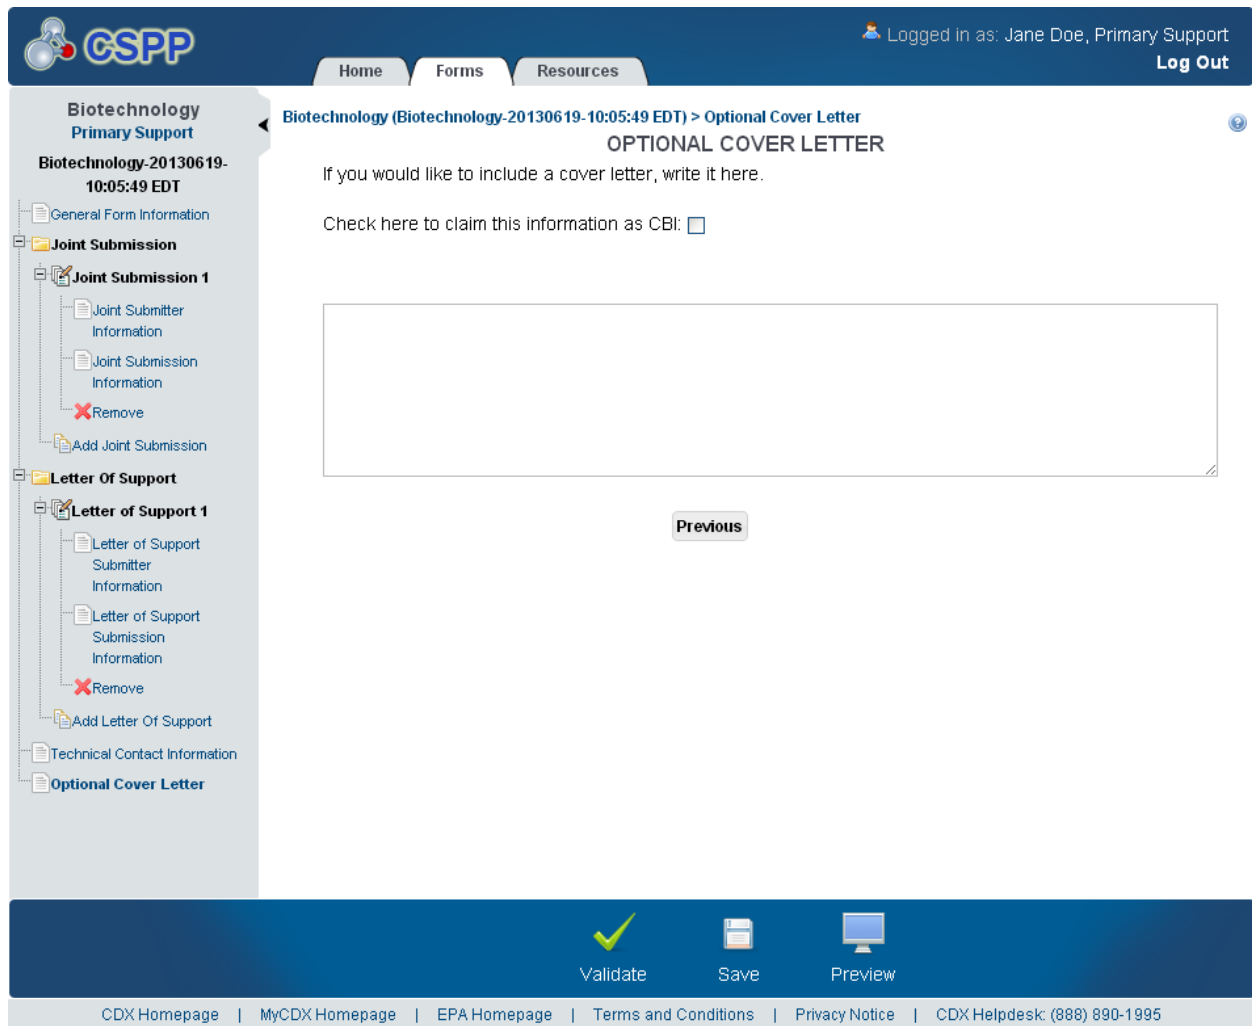 CSPP
Logged in as: Jane Doe, Primary Support
Log Out
Home
Forms
Resources
Biotechnology
Primary Support
Biotechnology-20130619-
10:05:49 EDT
General Form Information
Joint Submission
Joint Submission 1
Joint Submitter
Information
Joint Submission
Information
Remove
Add Joint Submission
Letter Of Support
Letter of Support 1
Letter of Support
Submitter
Information
Letter of Support
Submission
Information
Remove
Add Letter Of Support
Technical Contact Information
Optional Cover Letter
Biotechnology (Biotechnology-20130619-10:05:49 EDT) > Optional Cover Letter
OPTIONAL COVER LETTER
If you would like to include a cover letter, write it here.
Check here to claim this information as CBI:
Previous
Validate
Save
Preview
CDX Homepage | MyCDX Homepage | EPA Homepage | Terms and Conditions | Privacy Notice | CDX Helpdesk: (888) 890-1995